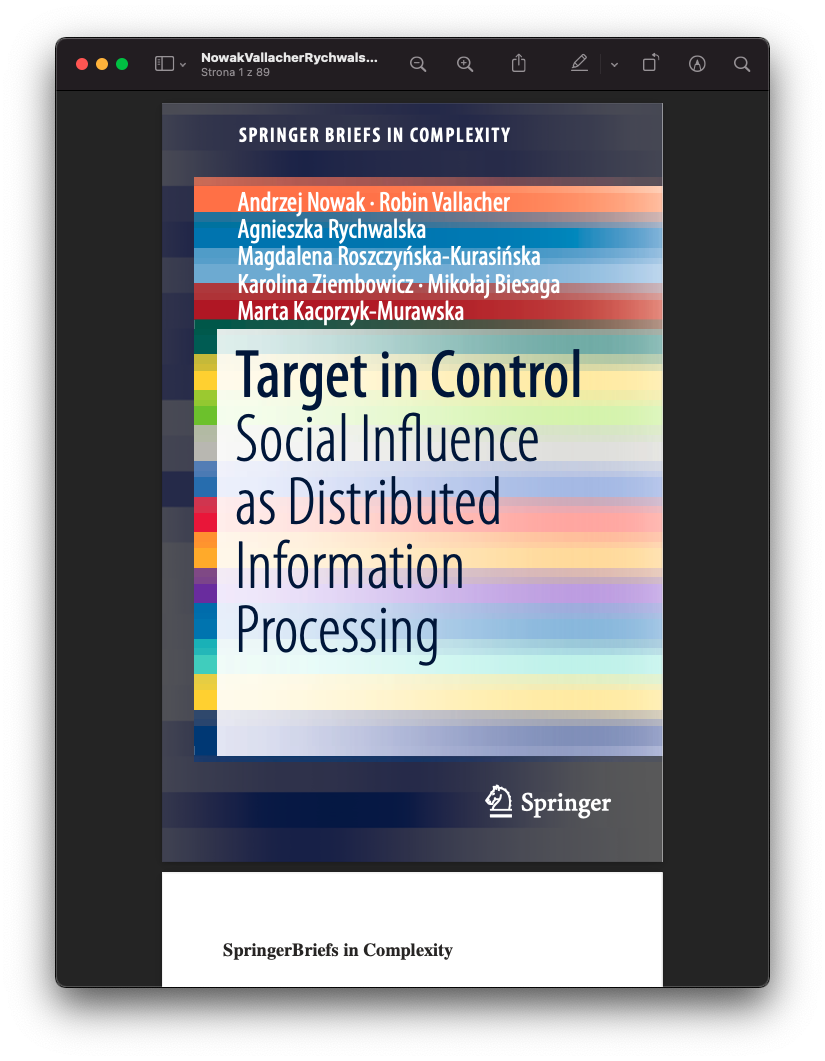 NowakVallacherRychwals...
Strona 1 z 89
SPRINGER BRIEFS IN COMPLEXITY
Andrzej Nowak · Robin Vallacher
Agnieszka Rychwalska
Magdalena Roszczyńska-Kurasińska
Karolina Ziembowicz · Mikołaj Biesaga
Marta Kacprzyk-Murawska
Target in Control
Social Influence
as Distributed
Information
Processing
Springer
SpringerBriefs in Complexity